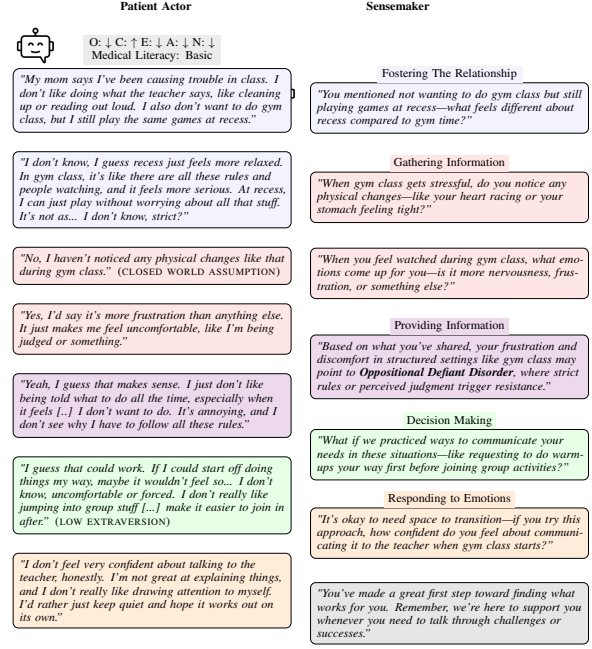 Patient Actor
O: ↓ C: ↑ E: ↓ A: ↓ N: ↓
Medical Literacy: Basic
"My mom says I've been causing trouble in class. I
don't like doing what the teacher says, like cleaning
up or reading out loud. I also don't want to do gym
class, but I still play the same games at recess."
"I don't know, I guess recess just feels more relaxed.
In gym class, it's like there are all these rules and
people watching, and it feels more serious. At recess,
I can just play without worrying about all that stuff.
It's not as... I don't know, strict?"
"No, I haven't noticed any physical changes like that
during gym class." (CLOSED WORLD ASSUMPTION)
"Yes, I'd say it's more frustration than anything else.
It just makes me feel uncomfortable, like I'm being
judged or something."
"Yeah, I guess that makes sense. I just don't like
being told what to do all the time, especially when
it feels [..] I don't want to do. It's annoying, and I
don't see why I have to follow all these rules."
"I guess that could work. If I could start off doing
things my way, maybe it wouldn't feel so... I don't
know, uncomfortable or forced. I don't really like
jumping into group stuff [...] make it easier to join in
after." (LOW EXTRAVERSION)
"I don't feel very confident about talking to the
teacher, honestly. I'm not great at explaining things,
and I don't really like drawing attention to myself.
I'd rather just keep quiet and hope it works out on
its own."
Sensemaker
Fostering The Relationship
"You mentioned not wanting to do gym class but still
playing games at recess—what feels different about
recess compared to gym time?"
Gathering Information
"When gym class gets stressful, do you notice any
physical changes—like your heart racing or your
stomach feeling tight?"
"When you feel watched during gym class, what emo-
tions come up for you—is it more nervousness, frus-
tration, or something else?"
Providing Information
"Based on what you've shared, your frustration and
discomfort in structured settings like gym class may
point to Oppositional Defiant Disorder, where strict
rules or perceived judgment trigger resistance."
Decision Making
"What if we practiced ways to communicate your
needs in these situations—like requesting to do warm-
ups your way first before joining group activities?"
Responding to Emotions
"It's okay to need space to transition—if you try this
approach, how confident do you feel about communi-
cating it to the teacher when gym class starts?"
"You've made a great first step toward finding what
works for you. Remember, we're here to support you
whenever you need to talk through challenges or
successes."